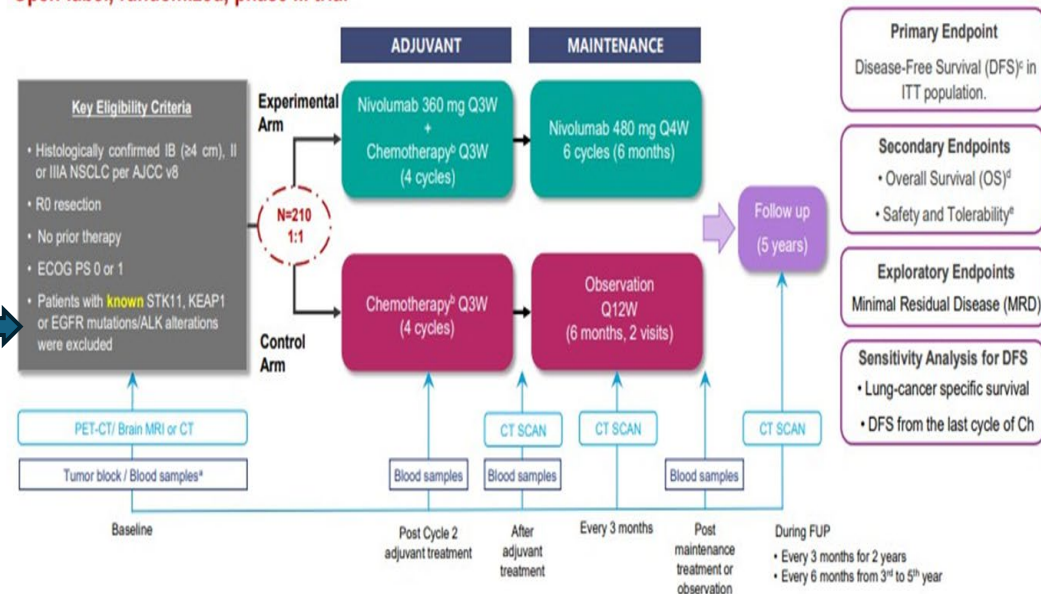 ADJUVANT
MAINTENANCE
Key Eligibility Criteria
• Histologically confirmed IB (≥4 cm), II
or IIIA NSCLC per AJCC v8
• R0 resection
• No prior therapy
• ECOG PS 0 or 1
• Patients with known STK11, KEAP1
or EGFR mutations/ALK alterations
were excluded
Experimental
Arm
N=210
1:1
Control
Arm
Nivolumab 360 mg Q3W
+
Chemotherapyᵇ Q3W
(4 cycles)
Nivolumab 480 mg Q4W
6 cycles (6 months)
Chemotherapyᵇ Q3W
(4 cycles)
Observation
Q12W
(6 months, 2 visits)
Follow up
(5 years)
Primary Endpoint
Disease-Free Survival (DFS)ᶜ in
ITT population.
Secondary Endpoints
• Overall Survival (OS)ᵈ
• Safety and Tolerabilityᵉ
Exploratory Endpoints
Minimal Residual Disease (MRD)
Sensitivity Analysis for DFS
• Lung-cancer specific survival
• DFS from the last cycle of Ch
PET-CT/ Brain MRI or CT
CT SCAN
CT SCAN
CT SCAN
Tumor block / Blood samplesᵃ
Blood samples
Blood samples
Blood samples
Baseline
Post Cycle 2
adjuvant treatment
After
adjuvant
treatment
Every 3 months
Post
maintenance
treatment or
observation
During FUP
• Every 3 months for 2 years
• Every 6 months from 3ʳᵈ to 5ᵗʰ year